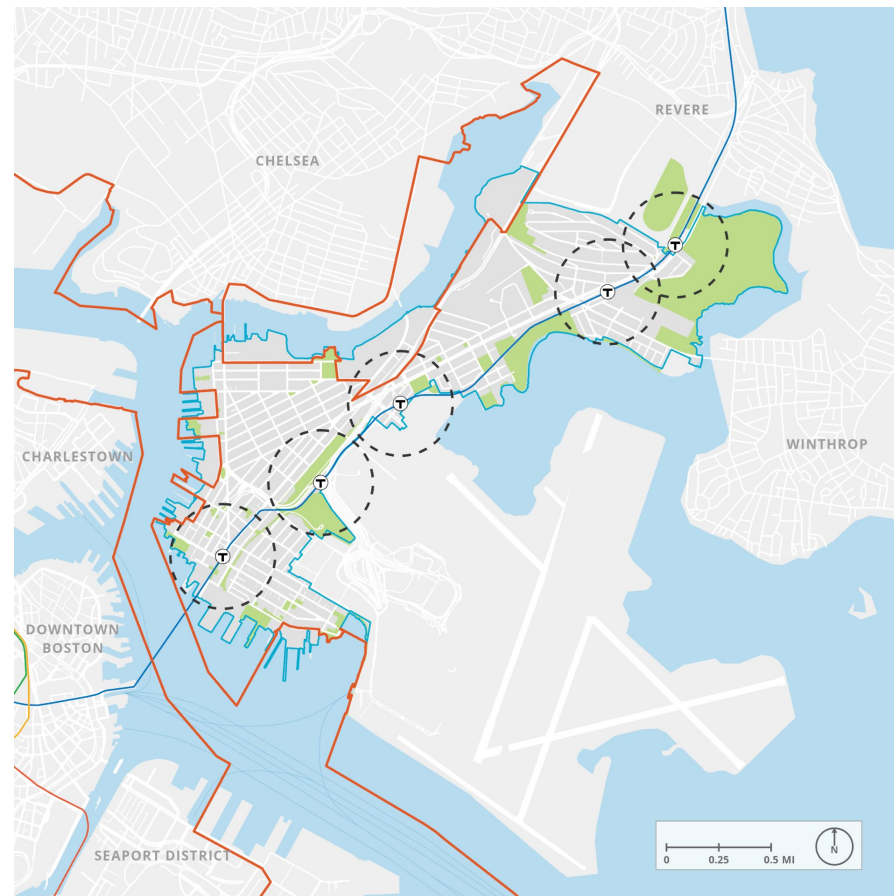 REVERE
CHELSEA
T
T
T
WINTHROP
CHARLESTOWN
T
T
DOWNTOWN
BOSTON
SEAPORT DISTRICT
N
0 0.25 0.5 MI